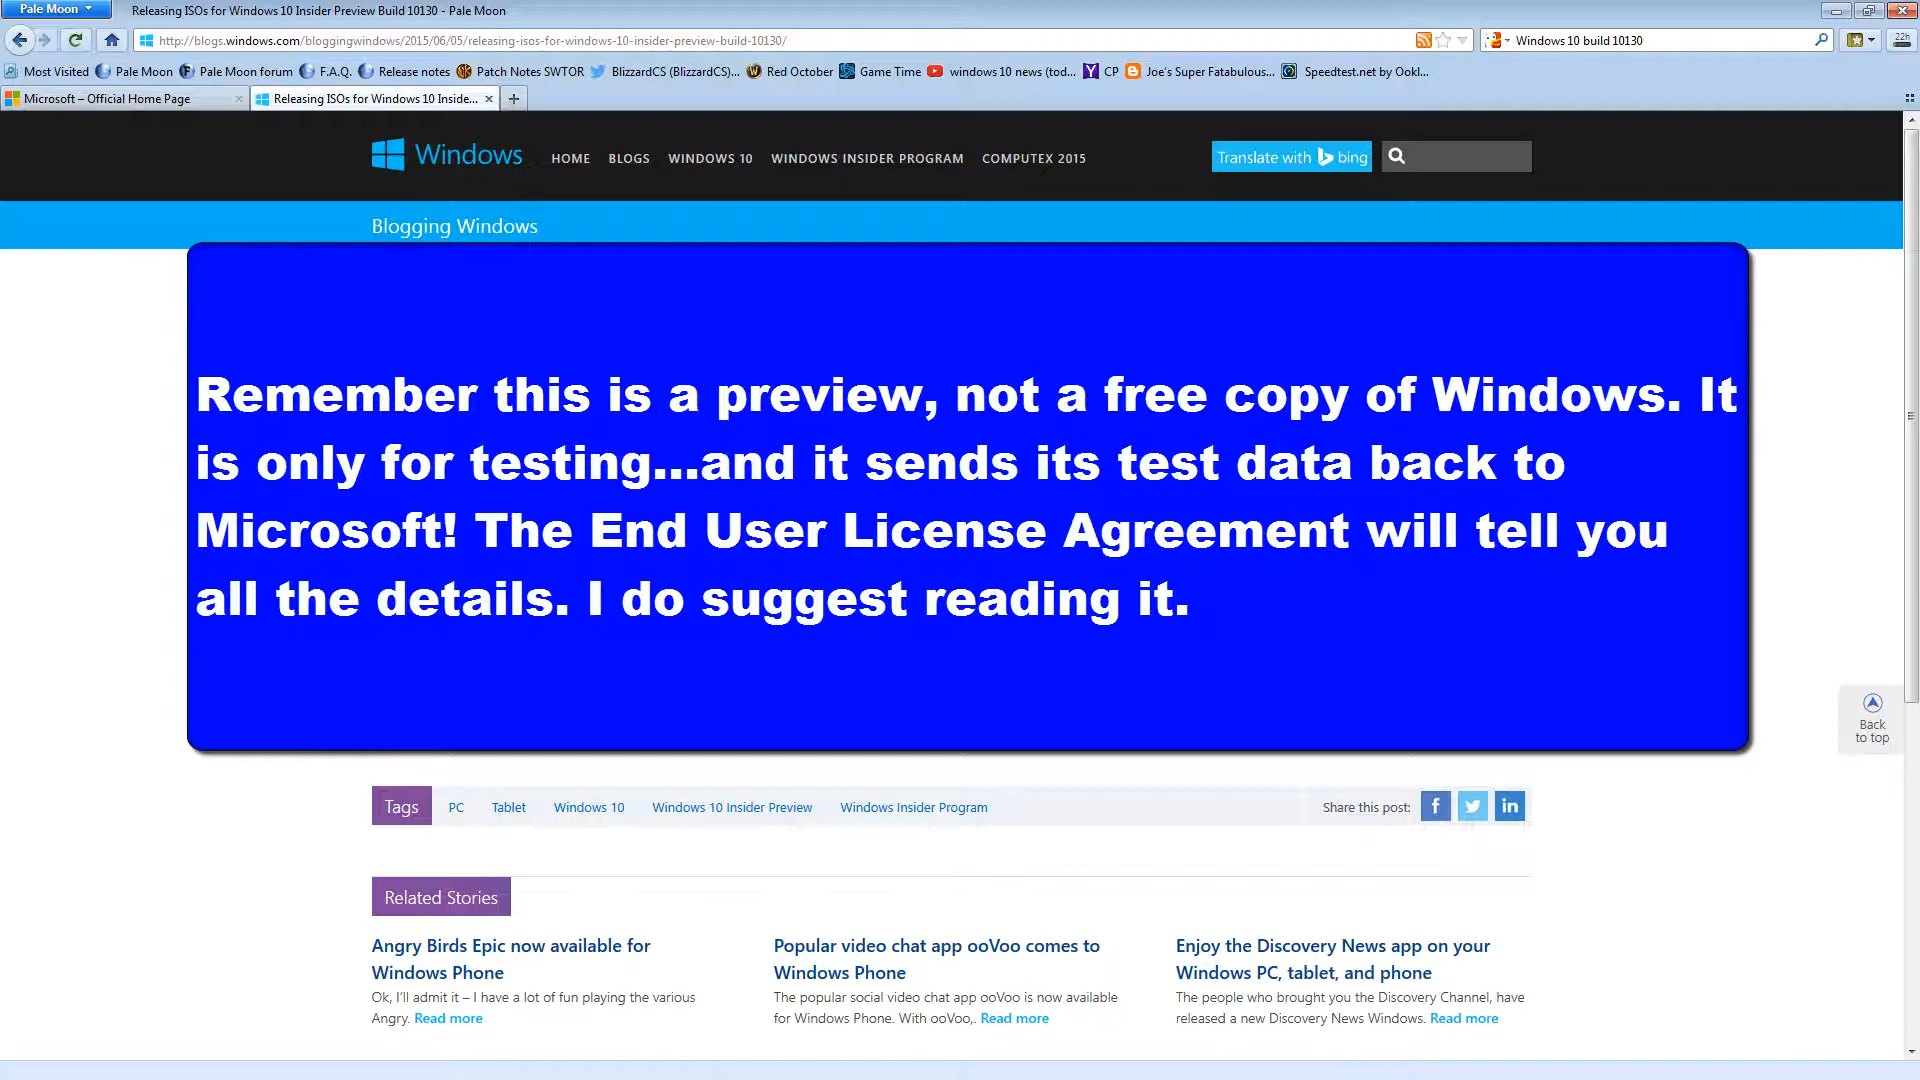 Pale Moon
Releasing ISOs for Windows 10 Insider Preview Build 10130 - Pale Moon
http://blogs.windows.com/bloggingwindows/2015/06/05/releasing-isos-for-windows-10-insider-preview-build-10130/
Windows 10 build 10130
22h
Most Visited Pale Moon Pale Moon forum F.A.Q. Release notes Patch Notes SWTOR BlizzardCS (BlizzardCS)... Red October Game Time windows 10 news (tod... CP Joe's Super Fatabulous... Speedtest.net by Ookl...
Microsoft – Official Home Page
Releasing ISOs for Windows 10 Inside...
Windows HOME BLOGS WINDOWS 10 WINDOWS INSIDER PROGRAM COMPUTEX 2015 Translate with bing
Blogging Windows
Remember this is a preview, not a free copy of Windows. It
is only for testing...and it sends its test data back to
Microsoft! The End User License Agreement will tell you
all the details. I do suggest reading it.
Back
to top
Tags PC Tablet Windows 10 Windows 10 Insider Preview Windows Insider Program Share this post: f in
Related Stories
Angry Birds Epic now available for
Windows Phone
Ok, I'll admit it – I have a lot of fun playing the various
Angry. Read more
Popular video chat app ooVoo comes to
Windows Phone
The popular social video chat app ooVoo is now available
for Windows Phone. With ooVoo,. Read more
Enjoy the Discovery News app on your
Windows PC, tablet, and phone
The people who brought you the Discovery Channel, have
released a new Discovery News Windows. Read more